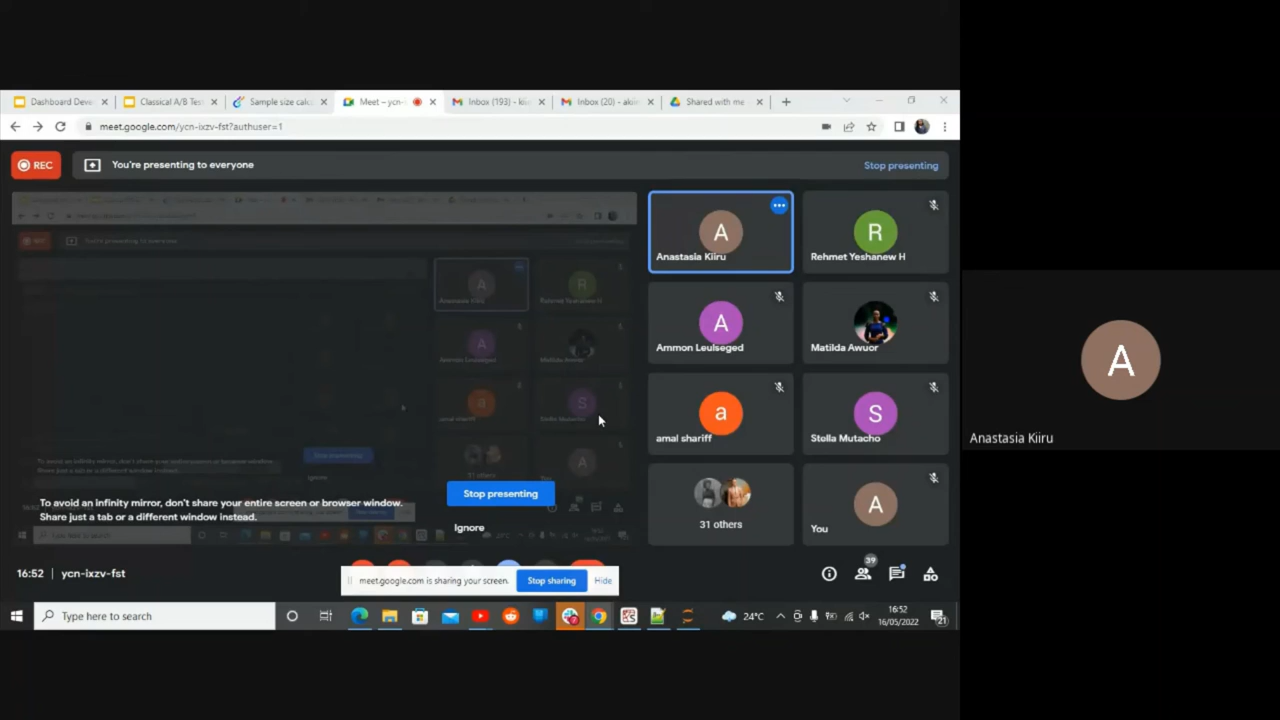 Dashboard Deve
Classical A/B Tes
Sample size calc
Meet – ycn-
Inbox (193) - kii
Inbox (20) - akiir
Shared with me
meet.google.com/ycn-ixzv-fst?authuser=1
REC
You're presenting to everyone
Stop presenting
A
Anastasia Kiiru
R
Rehmet Yeshanew H
A
Ammon Leulseged
Matilda Awuor
a
amal shariff
S
Stella Mutacho
31 others
A
You
To avoid an infinity mirror, don't share your entire screen or browser window.
Share just a tab or a different window instead.
Stop presenting
Ignore
16:52 | ycn-ixzv-fst
39
meet.google.com is sharing your screen.
Stop sharing
Hide
Type here to search
24°C
16:52
16/05/2022
21
A
Anastasia Kiiru